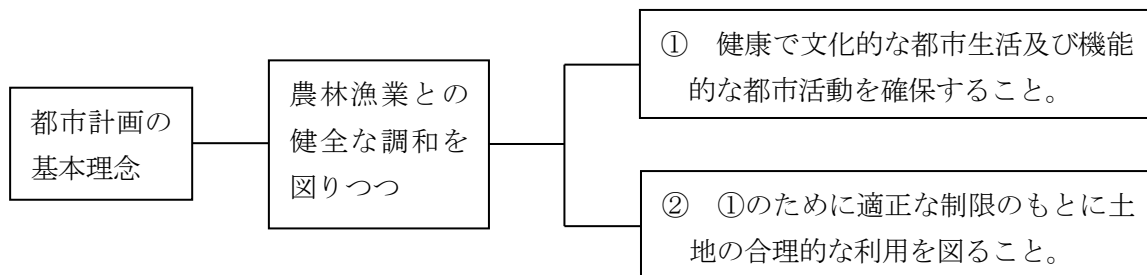 都市計画の
基本理念
農林漁業との
健全な調和を
図りつつ
① 健康で文化的な都市生活及び機能
的な都市活動を確保すること。
② ①のために適正な制限のもとに土
地の合理的な利用を図ること。